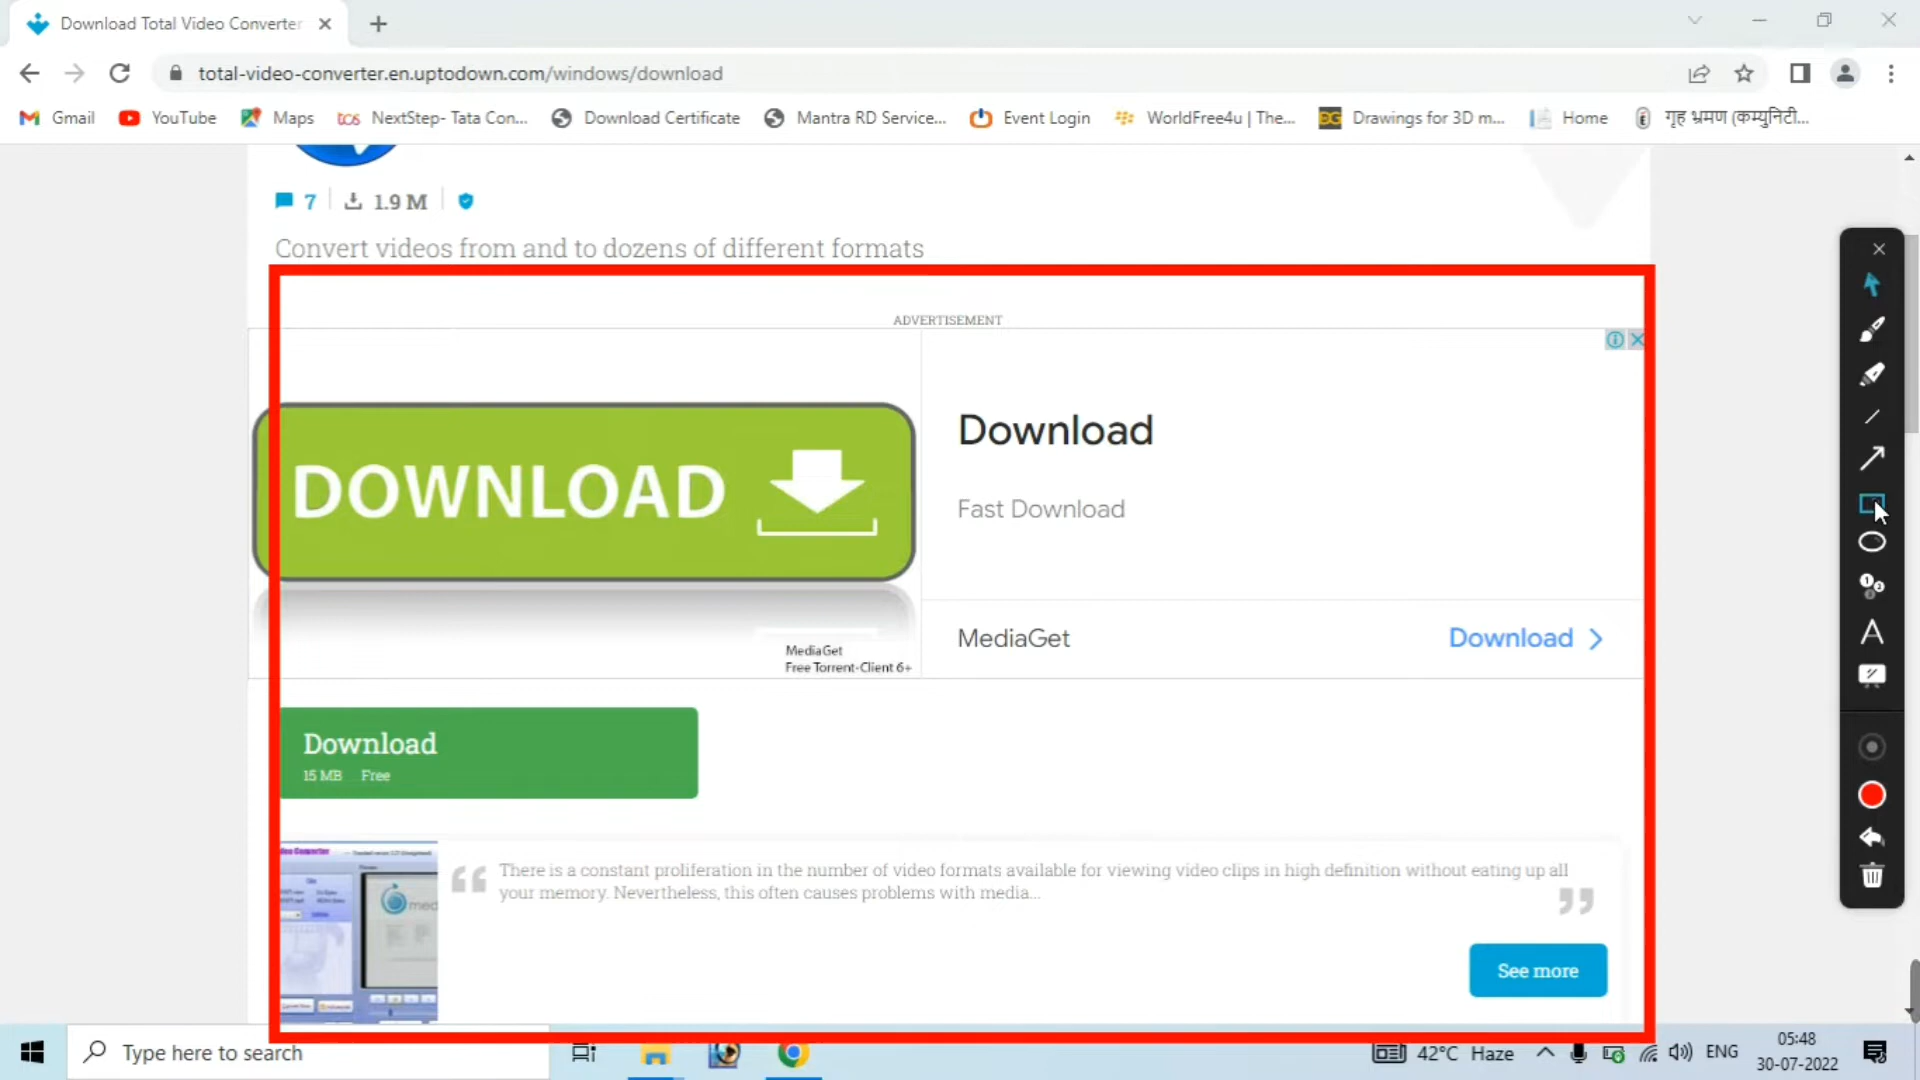 Download Total Video Converter
total-video-converter.en.uptodown.com/windows/download
Gmail
YouTube
Maps
tcs
NextStep- Tata Con...
Download Certificate
Mantra RD Service...
Event Login
WorldFree4u | The...
DG
Drawings for 3D m...
Home
गृह भ्रमण (कम्युनिटी...
7
1.9 M
Convert videos from and to dozens of different formats
ADVERTISEMENT
DOWNLOAD
Download
Fast Download
MediaGet
Free Torrent-Client 6+
MediaGet
Download
Download
15 MB Free
There is a constant proliferation in the number of video formats available for viewing video clips in high definition without eating up all
your memory. Nevertheless, this often causes problems with media...
See more
Type here to search
42°C Haze
ENG
05:48
30-07-2022